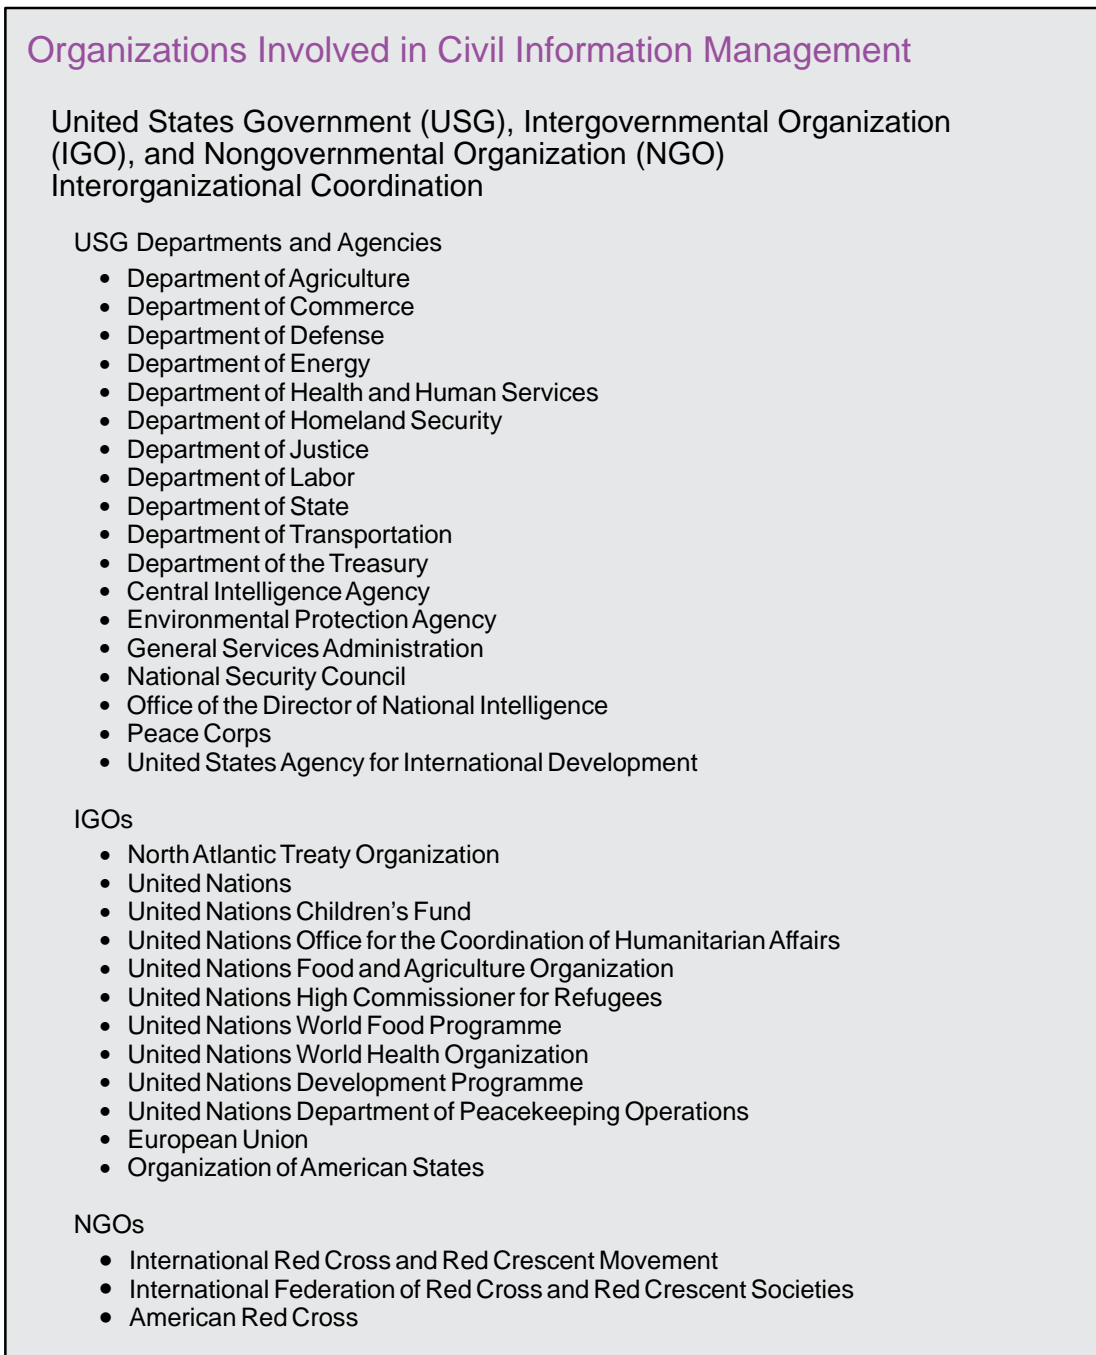 Organizations Involved in Civil Information Management
United States Government (USG), Intergovernmental Organization
(IGO), and Nongovernmental Organization (NGO)
Interorganizational Coordination
USG Departments and Agencies
• Department of Agriculture
• Department of Commerce
• Department of Defense
• Department of Energy
• Department of Health and Human Services
• Department of Homeland Security
• Department of Justice
• Department of Labor
• Department of State
• Department of Transportation
• Department of the Treasury
• Central Intelligence Agency
• Environmental Protection Agency
• General Services Administration
• National Security Council
• Office of the Director of National Intelligence
• Peace Corps
• United States Agency for International Development
IGOs
• North Atlantic Treaty Organization
• United Nations
• United Nations Children’s Fund
• United Nations Office for the Coordination of Humanitarian Affairs
• United Nations Food and Agriculture Organization
• United Nations High Commissioner for Refugees
• United Nations World Food Programme
• United Nations World Health Organization
• United Nations Development Programme
• United Nations Department of Peacekeeping Operations
• European Union
• Organization of American States
NGOs
• International Red Cross and Red Crescent Movement
• International Federation of Red Cross and Red Crescent Societies
• American Red Cross